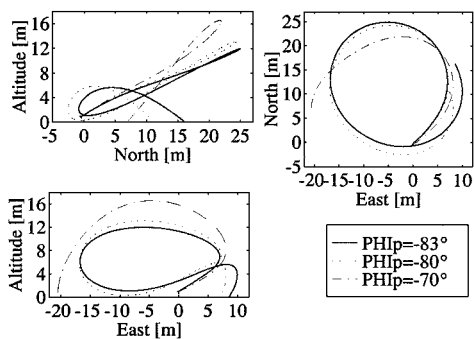 Altitude [m]
16
12
8
4
0
-5 0 5 10 15 20 25
North [m]
North [m]
25
20
15
10
5
0
-5
-20 -15 -10 -5 0 5 10
East [m]
Altitude [m]
16
12
8
4
0
-20 -15 -10 -5 0 5 10
East [m]
PHIp=-83°
PHIp=-80°
PHIp=-70°